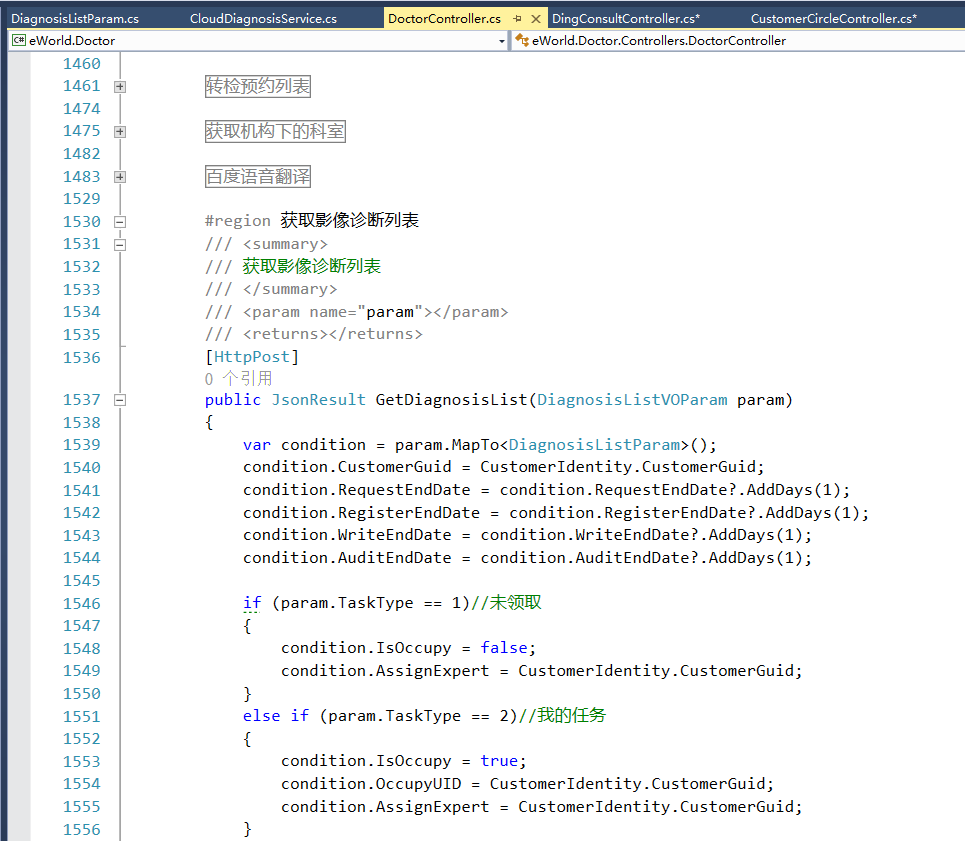 DiagnosisListParam.cs CloudDiagnosisService.cs DoctorController.cs DingConsultController.cs* CustomerCircleController.cs*
C# eWorld.Doctor eWorld.Doctor.Controllers.DoctorController
1460
1461 转检预约列表
1474
1475 获取机构下的科室
1482
1483 百度语音翻译
1529
1530 #region 获取影像诊断列表
1531 /// <summary>
1532 /// 获取影像诊断列表
1533 /// </summary>
1534 /// <param name="param"></param>
1535 /// <returns></returns>
1536 [HttpPost]
0 个引用
1537 public JsonResult GetDiagnosisList(DiagnosisListVOParam param)
1538 {
1539 var condition = param.MapTo<DiagnosisListParam>();
1540 condition.CustomerGuid = CustomerIdentity.CustomerGuid;
1541 condition.RequestEndDate = condition.RequestEndDate?.AddDays(1);
1542 condition.RegisterEndDate = condition.RegisterEndDate?.AddDays(1);
1543 condition.WriteEndDate = condition.WriteEndDate?.AddDays(1);
1544 condition.AuditEndDate = condition.AuditEndDate?.AddDays(1);
1545
1546 if (param.TaskType == 1)//未领取
1547 {
1548 condition.IsOccupy = false;
1549 condition.AssignExpert = CustomerIdentity.CustomerGuid;
1550 }
1551 else if (param.TaskType == 2)//我的任务
1552 {
1553 condition.IsOccupy = true;
1554 condition.OccupyUID = CustomerIdentity.CustomerGuid;
1555 condition.AssignExpert = CustomerIdentity.CustomerGuid;
1556 }